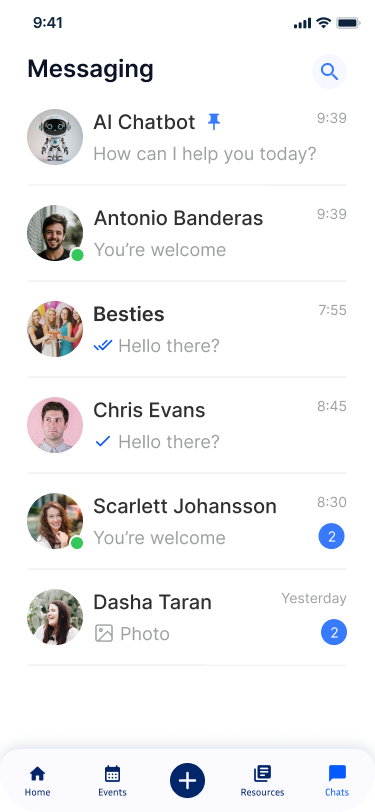 9:41
Messaging
AI Chatbot 9:39
How can I help you today?
Antonio Banderas 9:39
You’re welcome
Besties 7:55
Hello there?
Chris Evans 8:45
Hello there?
Scarlett Johansson 8:30
You’re welcome 2
Dasha Taran Yesterday
Photo 2
Home Events Resources Chats